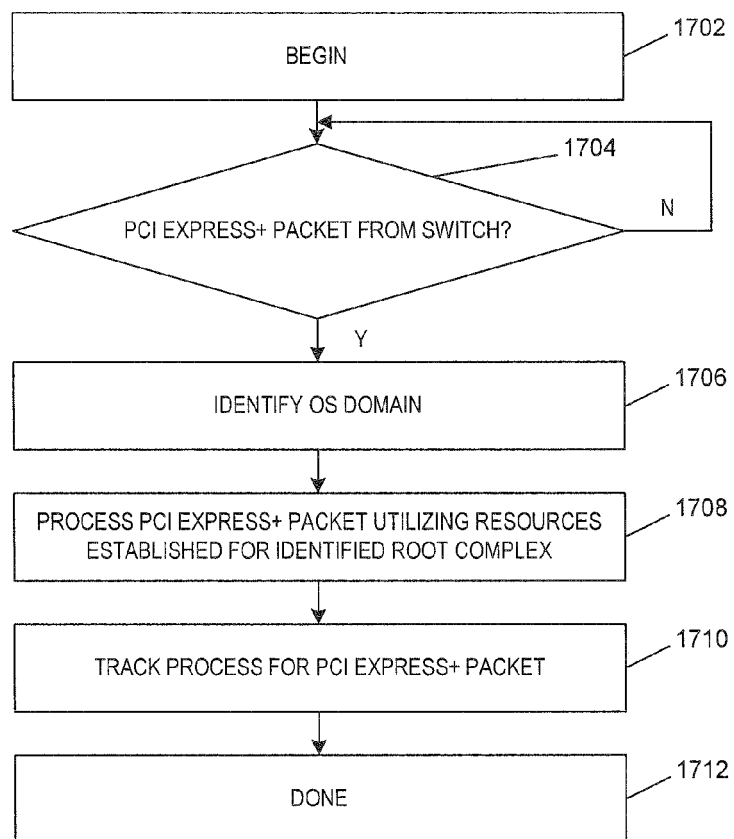 BEGIN
1702
1704
PCI EXPRESS+ PACKET FROM SWITCH?
N
Y
1706
IDENTIFY OS DOMAIN
1708
PROCESS PCI EXPRESS+ PACKET UTILIZING RESOURCES
ESTABLISHED FOR IDENTIFIED ROOT COMPLEX
1710
TRACK PROCESS FOR PCI EXPRESS+ PACKET
1712
DONE